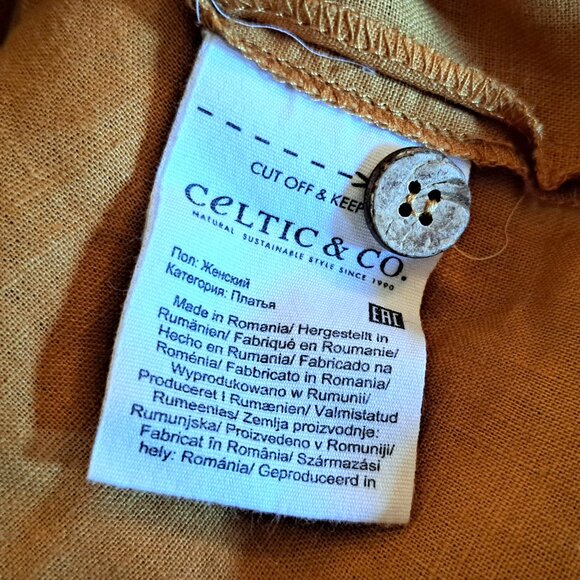 CUT OFF & KEEP
CELTIC & CO.
NATURAL SUSTAINABLE STYLE SINCE 1990
Пол: Женский
Категория: Платья
EAC
Made in Romania/ Hergestellt in
Rumänien/ Fabriqué en Roumanie/
Hecho en Rumania/ Fabricado na
Roménia/ Fabbricato in Romania/
Wyprodukowano w Rumunii/
Produceret I Rumænien/ Valmistatud
Rumeenias/ Zemlja proizvodnje:
Rumunjska/ Proizvedeno v Romuniji/
Fabricat în România/ Származási
hely: Románia/ Geproduceerd in